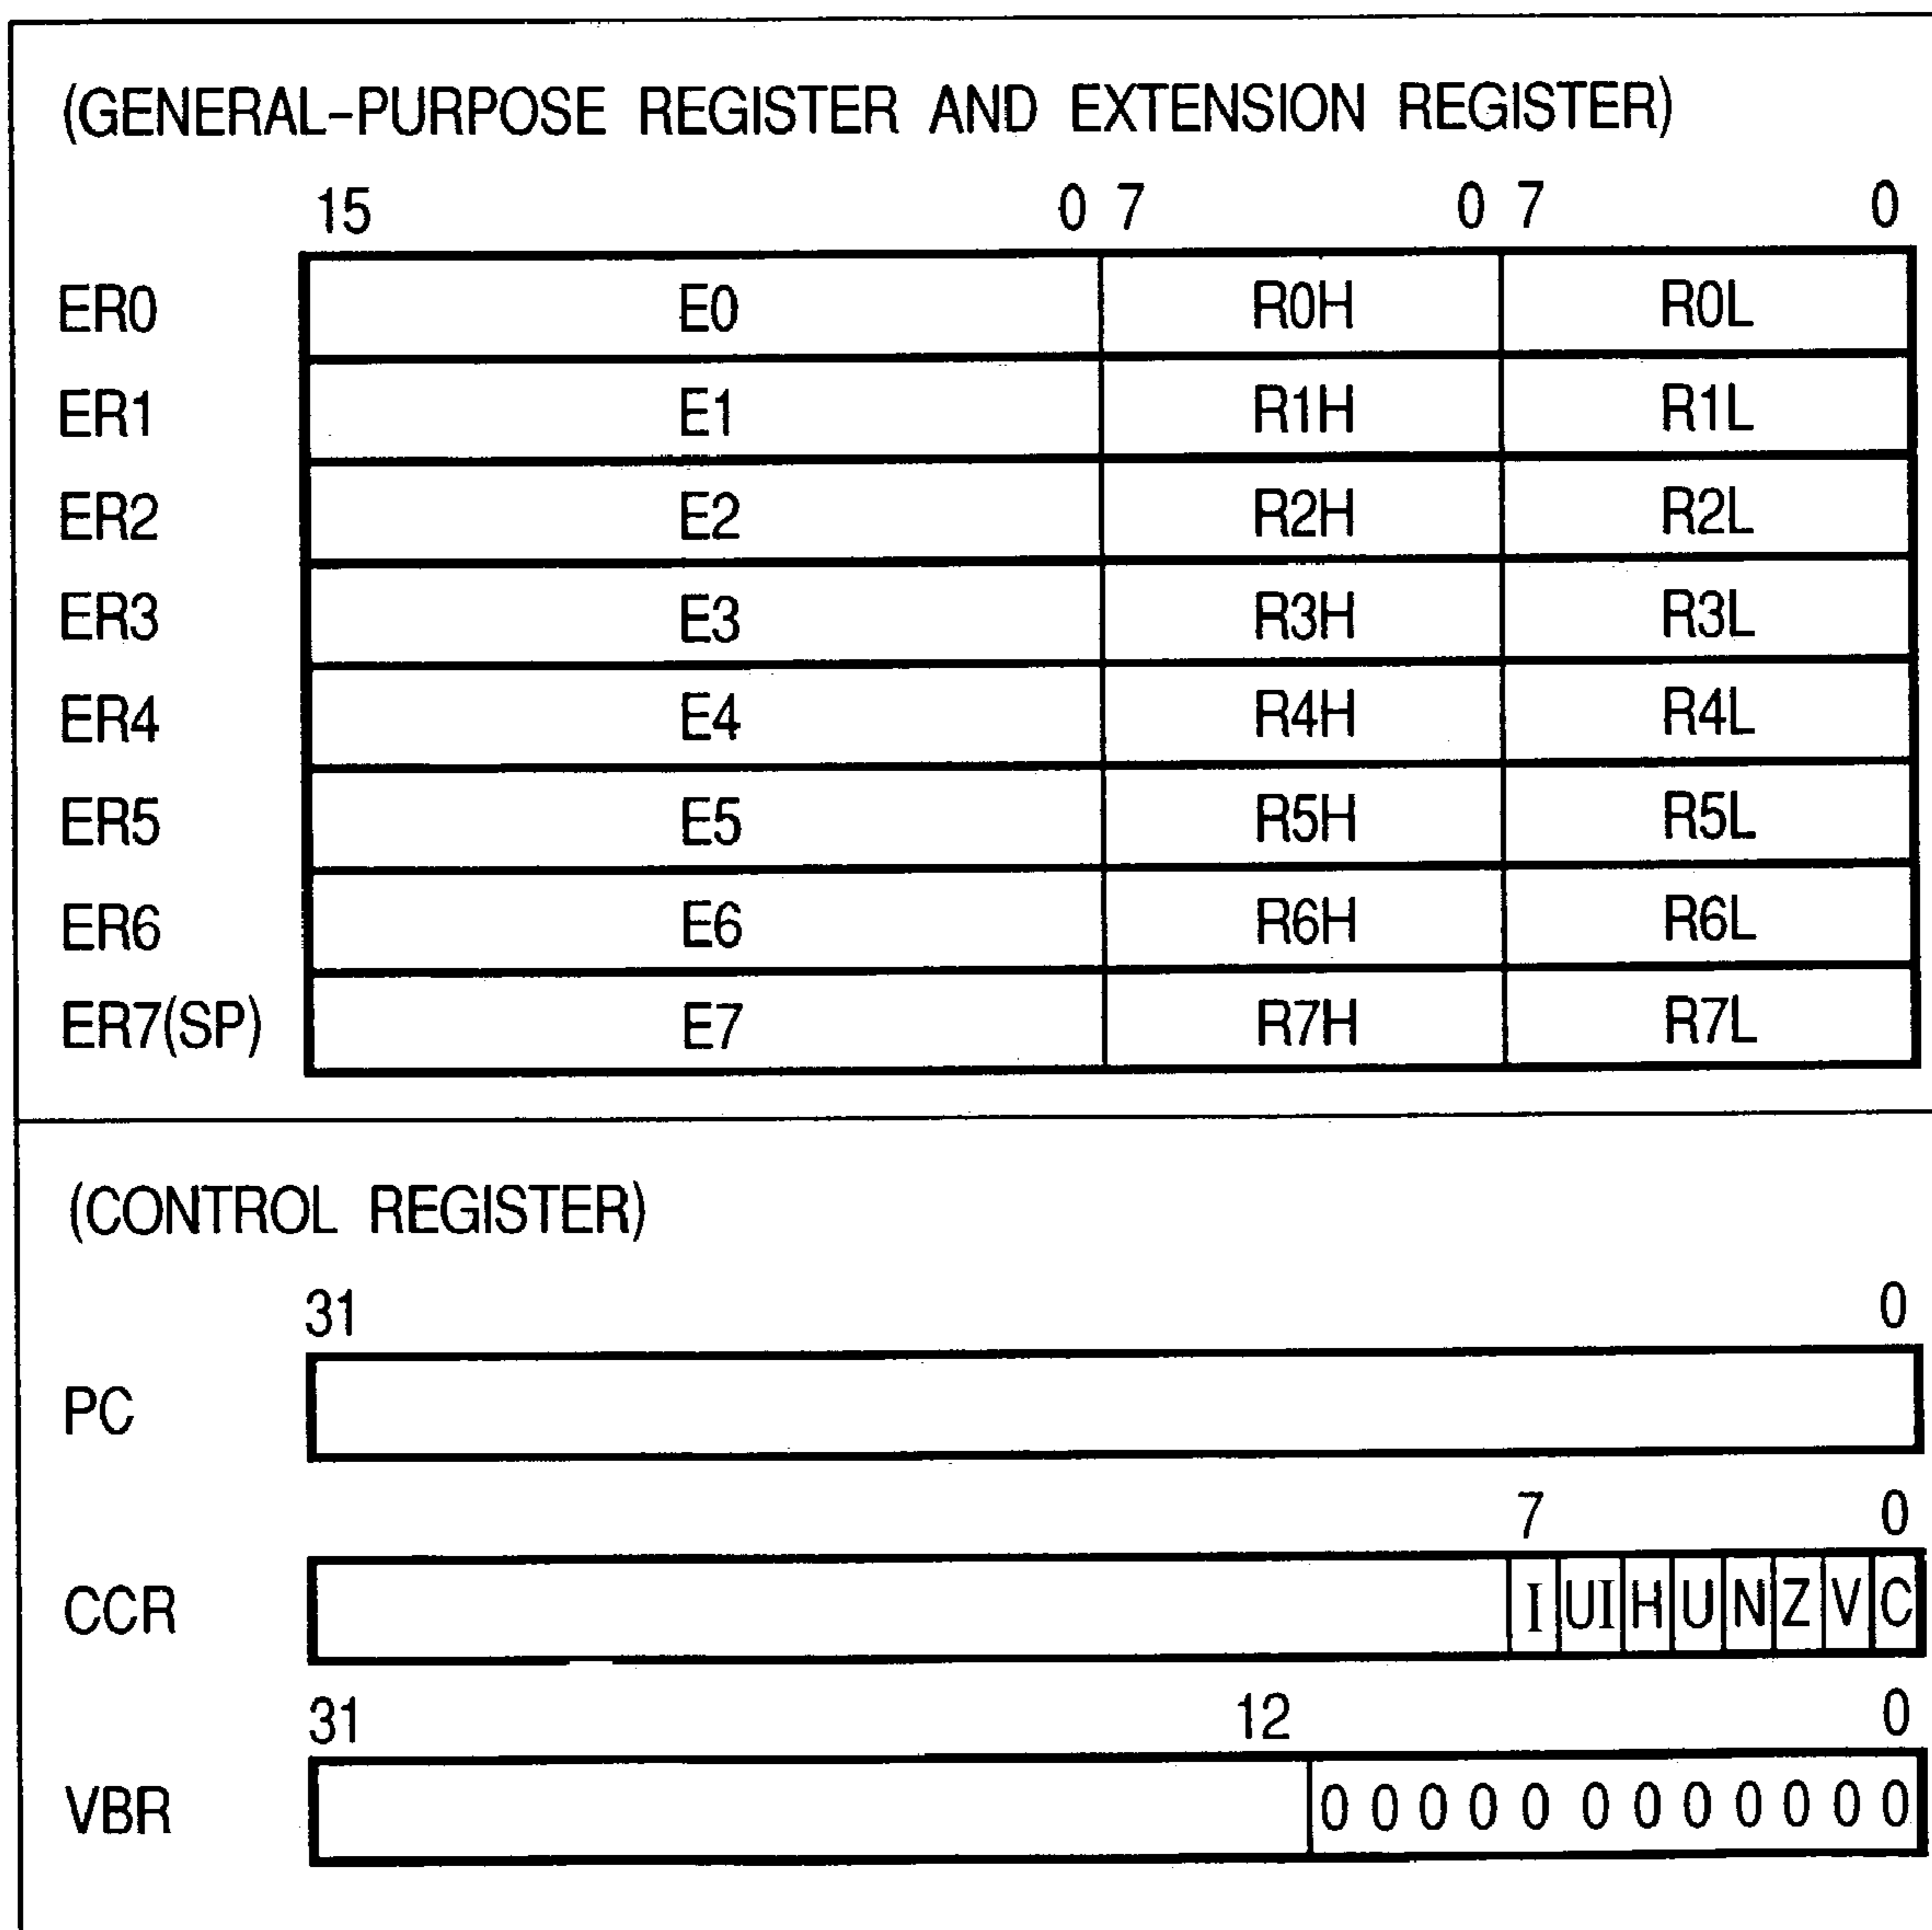 (GENERAL-PURPOSE REGISTER AND EXTENSION REGISTER)
15 0 7 0 7 0
ER0 E0 R0H R0L
ER1 E1 R1H R1L
ER2 E2 R2H R2L
ER3 E3 R3H R3L
ER4 E4 R4H R4L
ER5 E5 R5H R5L
ER6 E6 R6H R6L
ER7(SP) E7 R7H R7L
(CONTROL REGISTER)
31 0
PC
7 0
CCR I UI H U N Z V C
31 12 0
VBR 0 0 0 0 0 0 0 0 0 0 0 0